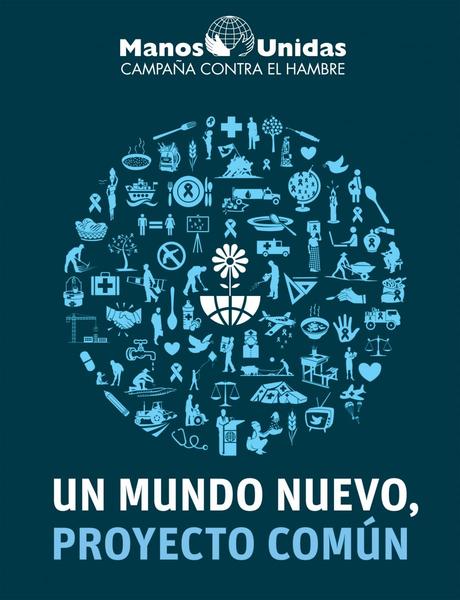 Manos Unidas
CAMPAÑA CONTRA EL HAMBRE
UN MUNDO NUEVO,
PROYECTO COMÚN